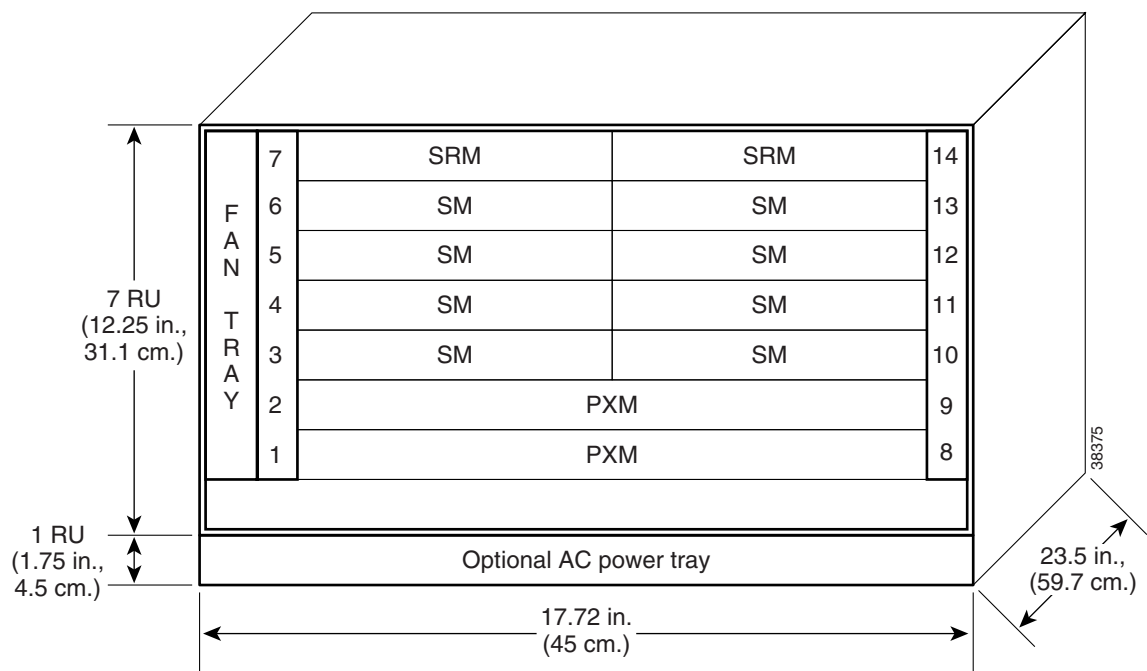 7 SRM SRM 14
6 SM SM 13
5 SM SM 12
4 SM SM 11
3 SM SM 10
2 PXM 9
1 PXM 8
FAN TRAY
7 RU
(12.25 in.,
31.1 cm.)
1 RU
(1.75 in.,
4.5 cm.)
Optional AC power tray
17.72 in.
(45 cm.)
23.5 in.,
(59.7 cm.)
38375